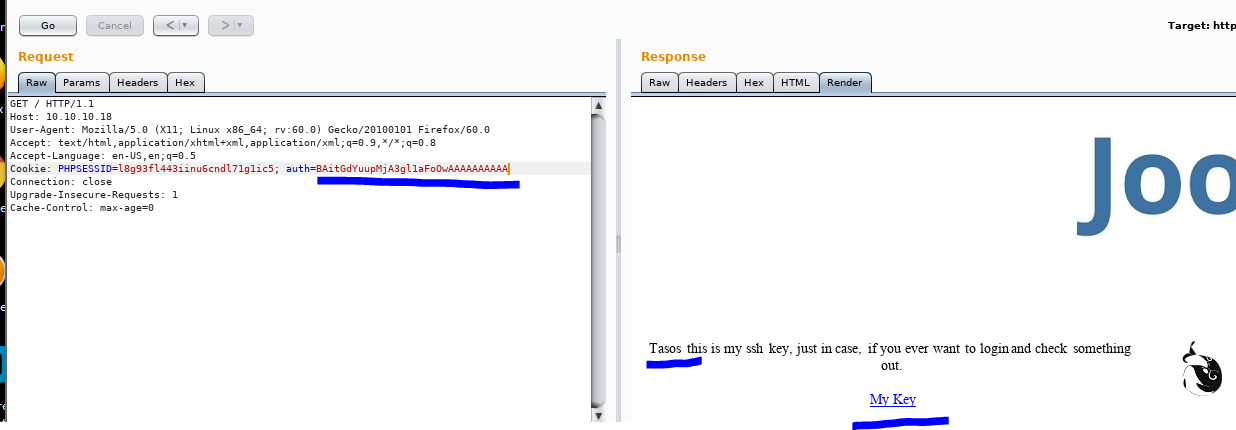 Go
Cancel
<
>
Target: http
Request
Response
Raw
Params
Headers
Hex
Raw
Headers
Hex
HTML
Render
GET / HTTP/1.1
Host: 10.10.10.18
User-Agent: Mozilla/5.0 (X11; Linux x86_64; rv:60.0) Gecko/20100101 Firefox/60.0
Accept: text/html,application/xhtml+xml,application/xml;q=0.9,*/*;q=0.8
Accept-Language: en-US,en;q=0.5
Cookie: PHPSESSID=l8g93fl443iinu6cndl71g1ic5; auth=BAitGdYuupMjA3gl1aFoOwAAAAAAAAAA
Connection: close
Upgrade-Insecure-Requests: 1
Cache-Control: max-age=0
Joo
Tasos this is my ssh key, just in case, if you ever want to login and check something
out.
My Key